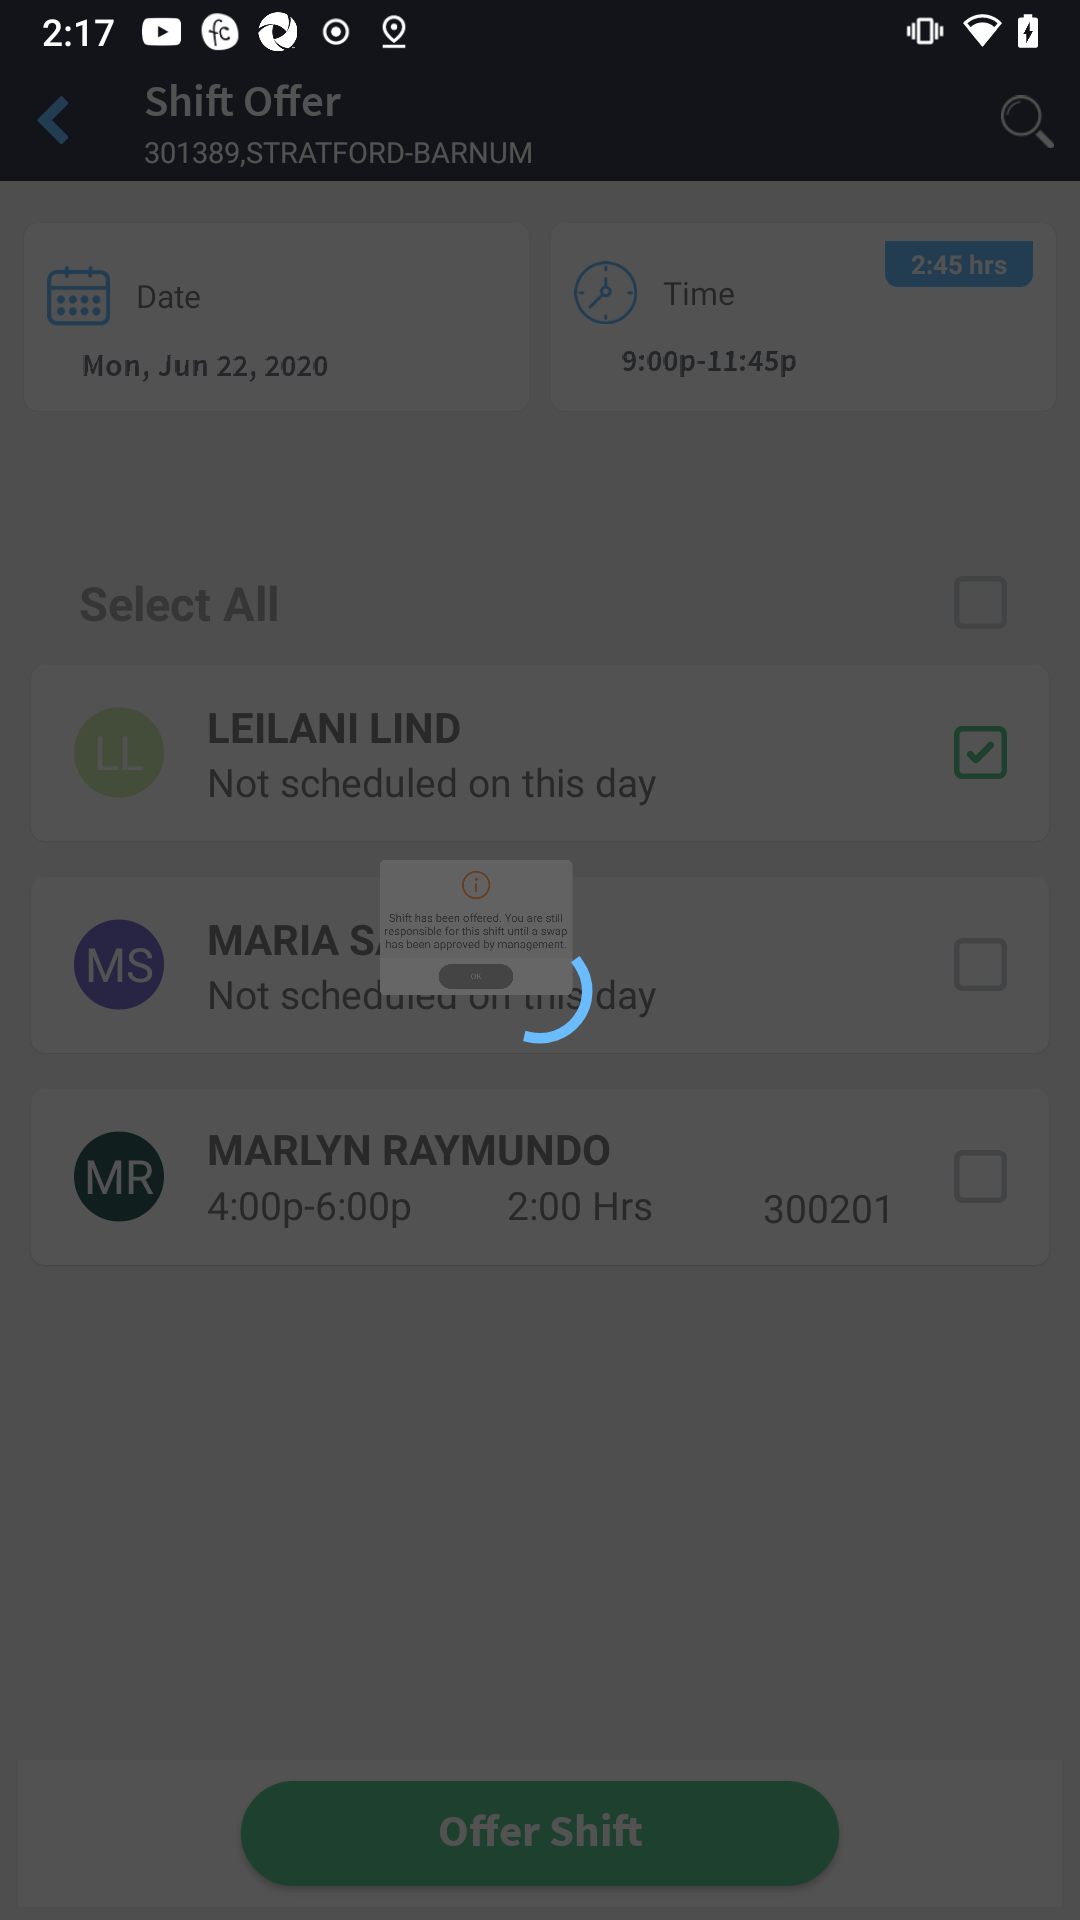 2:17
Shift Offer
301389,STRATFORD-BARNUM
Date
Mon, Jun 22, 2020
Time
2:45 hrs
9:00p-11:45p
Select All
LL
LEILANI LIND
Not scheduled on this day
Shift has been offered. You are still
responsible for this shift until a swap
has been approved by management.
OK
MS
MARIA
Not scheduled on this day
MR
MARLYN RAYMUNDO
4:00p-6:00p 2:00 Hrs 300201
Offer Shift